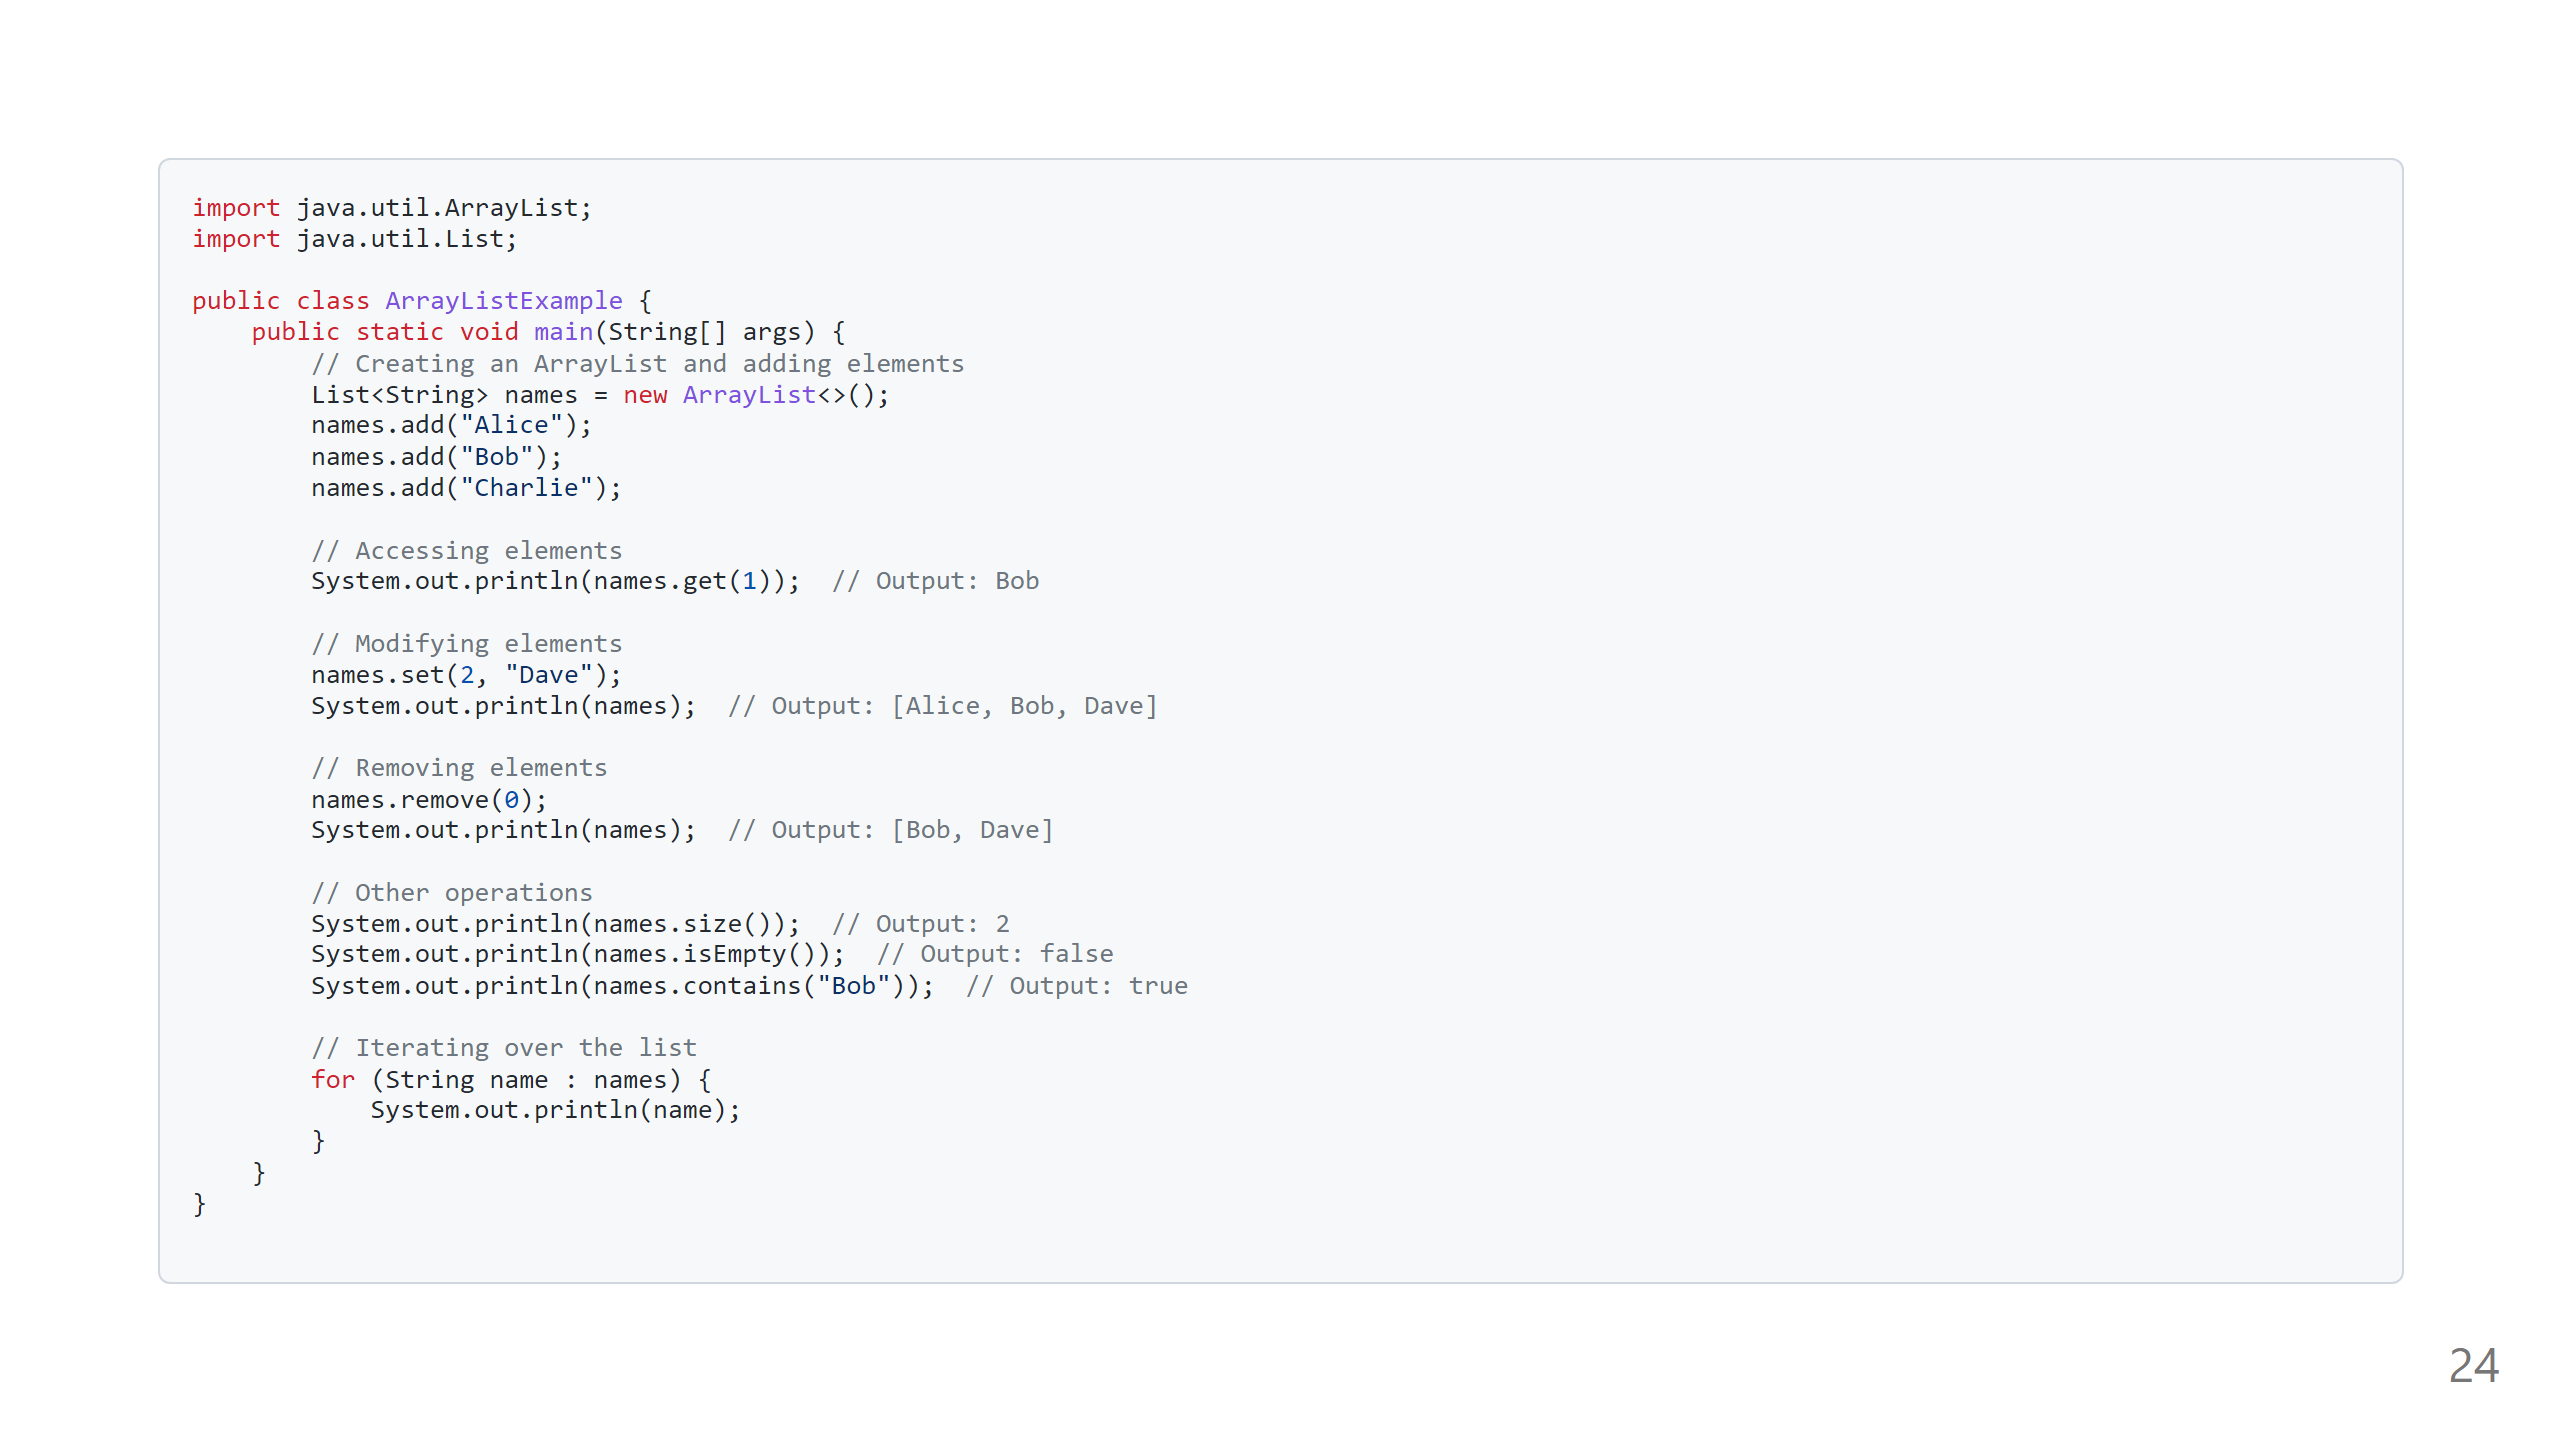 import java.util.ArrayList;
import java.util.List;

public class ArrayListExample {
    public static void main(String[] args) {
        // Creating an ArrayList and adding elements
        List<String> names = new ArrayList<>();
        names.add("Alice");
        names.add("Bob");
        names.add("Charlie");

        // Accessing elements
        System.out.println(names.get(1));  // Output: Bob

        // Modifying elements
        names.set(2, "Dave");
        System.out.println(names);  // Output: [Alice, Bob, Dave]

        // Removing elements
        names.remove(0);
        System.out.println(names);  // Output: [Bob, Dave]

        // Other operations
        System.out.println(names.size());  // Output: 2
        System.out.println(names.isEmpty());  // Output: false
        System.out.println(names.contains("Bob"));  // Output: true

        // Iterating over the list
        for (String name : names) {
            System.out.println(name);
        }
    }
}
24